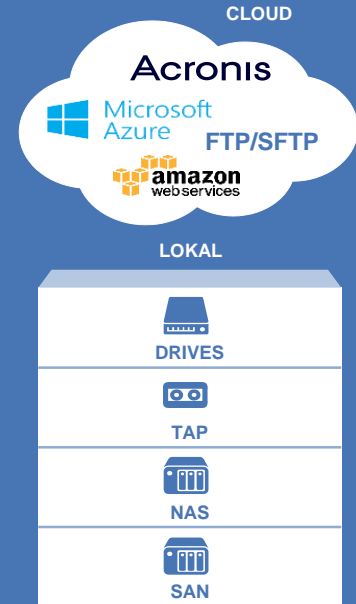 CLOUD
Acronis
Microsoft
Azure
FTP/SFTP
amazon
webservices
LOKAL
DRIVES
TAP
NAS
SAN